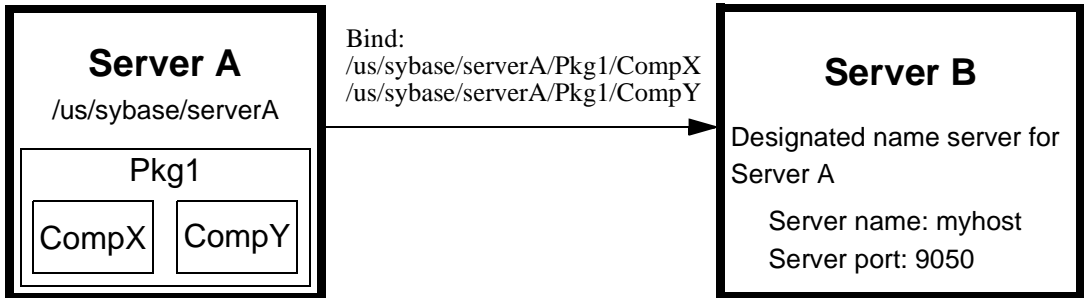 Server A
/us/sybase/serverA
Pkg1
CompX
CompY
Bind:
/us/sybase/serverA/Pkg1/CompX
/us/sybase/serverA/Pkg1/CompY
Server B
Designated name server for
Server A
Server name: myhost
Server port: 9050